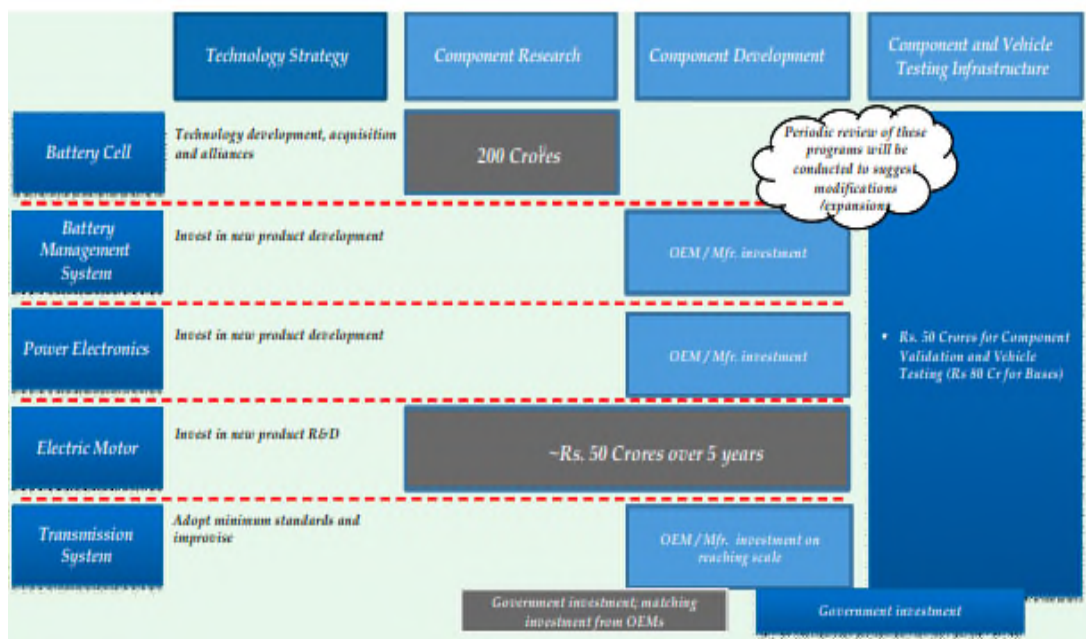 Technology Strategy
Component Research
Component Development
Component and Vehicle
Testing Infrastructure
Battery Cell
Technology development, acquisition
and alliances
200 Crores
Periodic review of these
programs will be
conducted to suggest
modifications
/expansions
Battery
Management
System
Invest in new product development
OEM / Mfr. investment
Power Electronics
Invest in new product development
OEM / Mfr. investment
• Rs. 50 Crores for Component
Validation and Vehicle
Testing (Rs 80 Cr for Buses)
Electric Motor
Invest in new product R&D
~Rs. 50 Crores over 5 years
Transmission
System
Adopt minimum standards and
improvise
OEM / Mfr. investment on
reaching scale
Government investment; matching
investment from OEMs
Government investment